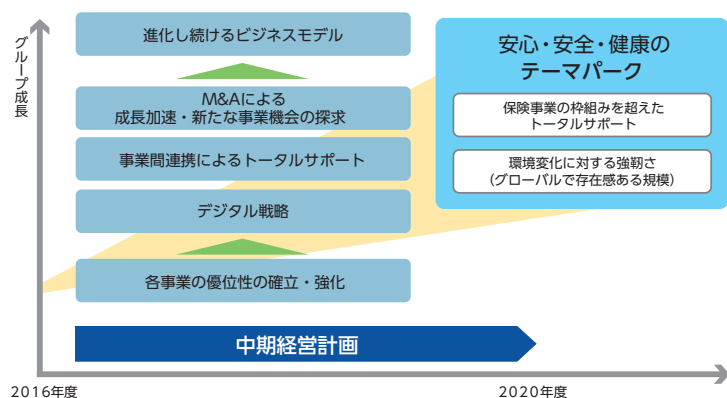 グループ成長
進化し続けるビジネスモデル
M&Aによる
成長加速・新たな事業機会の探求
事業間連携によるトータルサポート
デジタル戦略
各事業の優位性の確立・強化
安心・安全・健康の
テーマパーク
保険事業の枠組みを超えた
トータルサポート
環境変化に対する強靭さ
(グローバルで存在感ある規模)
中期経営計画
2016年度
2020年度